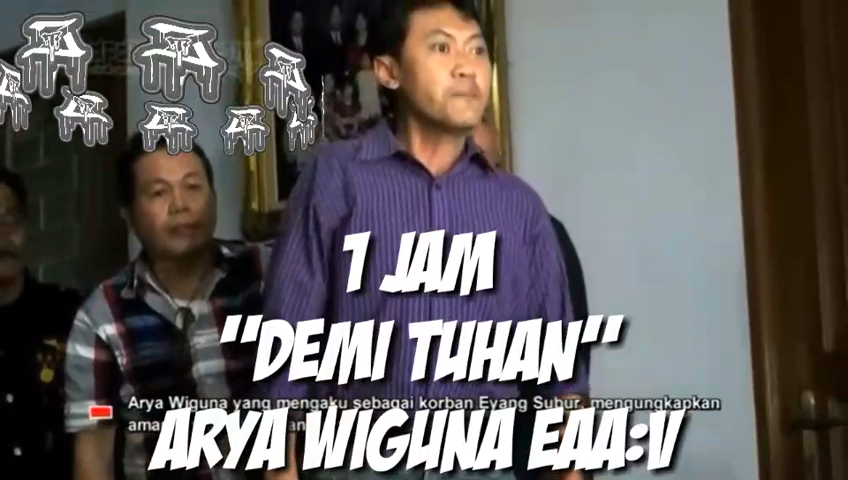 1 JAM
"DEMI TUHAN"
Arya Wiguna yang mengaku sebagai korban Eyang Subur, mengungkapkan
ARYA WIGUNA EAA:V